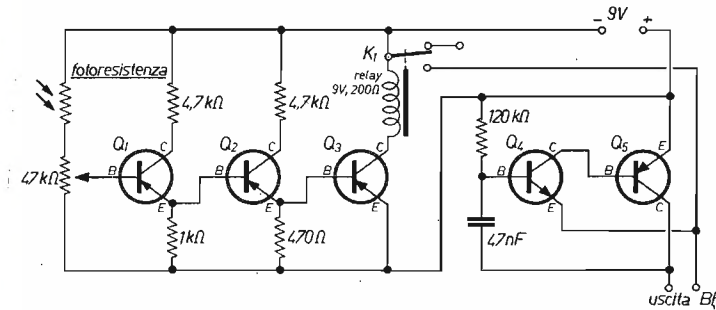 - 9V +
fotoresistenza
K1
relay
9V, 200Ω
4,7kΩ
4,7kΩ
120kΩ
Q1
Q2
Q3
Q4
Q5
C
C
C
C
E
47kΩ
B
B
B
B
B
E
E
E
E
C
1kΩ
470Ω
47nF
uscita